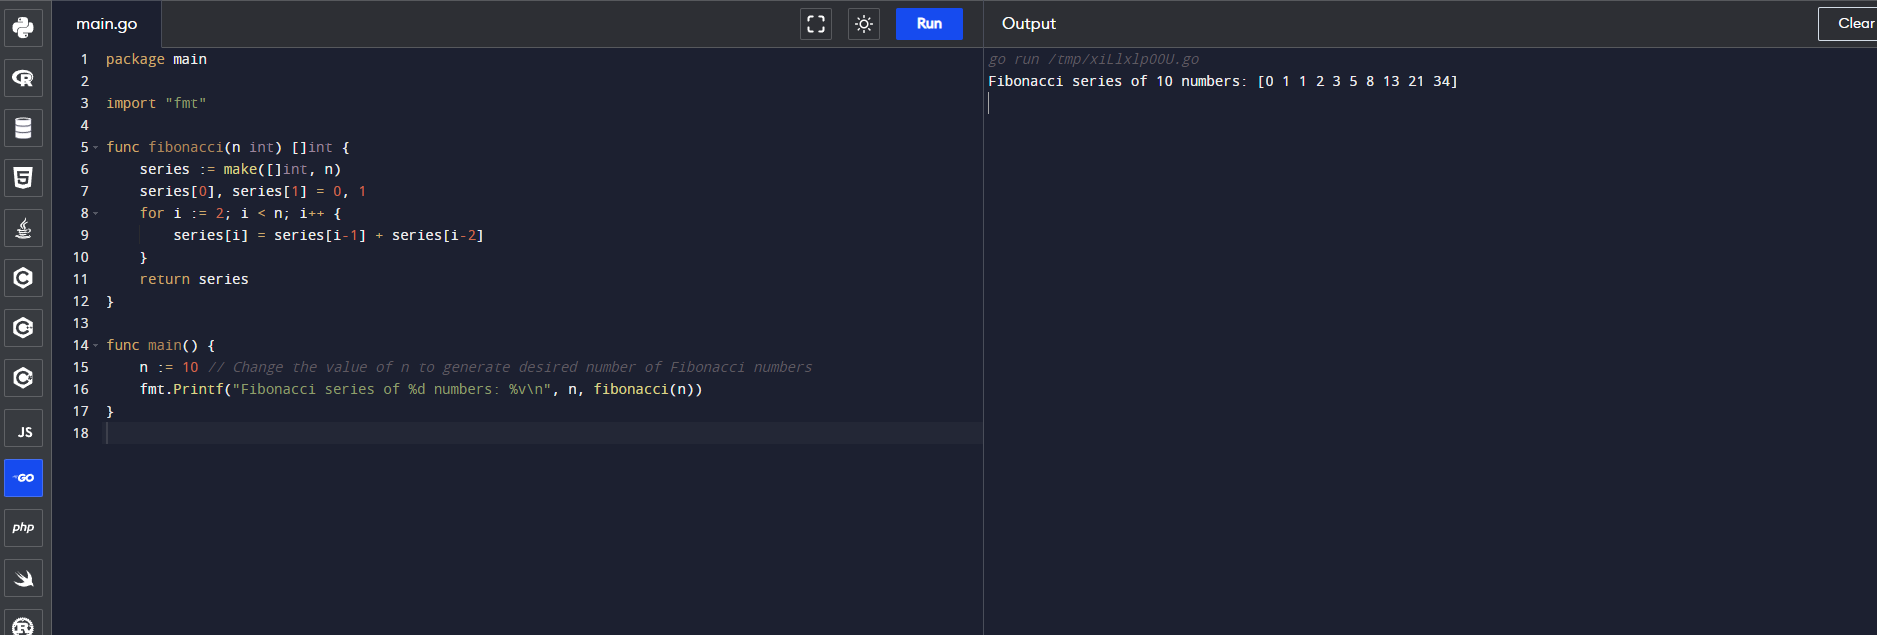 main.go
Run
Output
Clear
1 package main
2
3 import "fmt"
4
5 func fibonacci(n int) []int {
6     series := make([]int, n)
7     series[0], series[1] = 0, 1
8     for i := 2; i < n; i++ {
9         series[i] = series[i-1] + series[i-2]
10     }
11     return series
12 }
13
14 func main() {
15     n := 10 // Change the value of n to generate desired number of Fibonacci numbers
16     fmt.Printf("Fibonacci series of %d numbers: %v\n", n, fibonacci(n))
17 }
18
go run /tmp/xiLlxlp0OU.go
Fibonacci series of 10 numbers: [0 1 1 2 3 5 8 13 21 34]
R
5
C
C
C
JS
GO
php
R